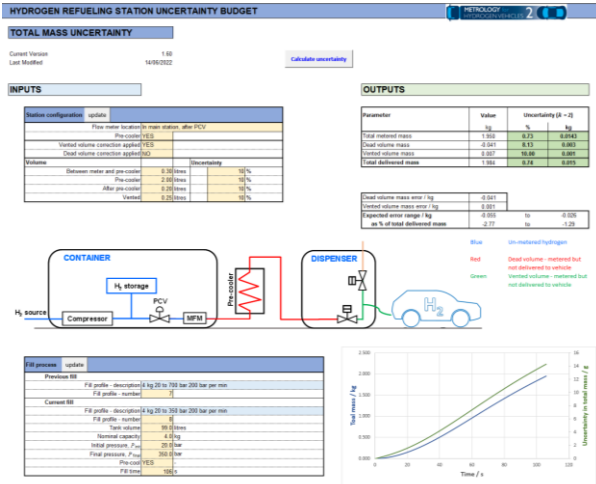 HYDROGEN REFUELING STATION UNCERTAINTY BUDGET
METROLOGY FOR HYDROGEN VEHICLES 2
TOTAL MASS UNCERTAINTY
Current Version 1.60
Last Modified 14/06/2022
Calculate uncertainty
INPUTS
OUTPUTS
Station configuration update
Flow meter location In main station, after PCV
Pre-cooler YES
Vented volume correction applied YES
Dead volume correction applied NO
Volume Uncertainty
Between meter and pre-cooler 0.30 litres 10 %
Pre-cooler 2.00 litres 10 %
After pre-cooler 0.20 litres 10 %
Vented 0.25 litres 10 %
Parameter Value Uncertainty (k = 2)
kg % kg
Total metered mass 1.950 0.73 0.0143
Dead volume mass -0.041 8.13 0.003
Vented volume mass 0.007 10.00 0.001
Total delivered mass 1.984 0.74 0.015
Dead volume mass error / kg -0.041
Vented volume mass error / kg 0.001
Expected error range / kg -0.055 to -0.026
as % of total delivered mass -2.77 to -1.29
Blue Un-metered hydrogen
Red Dead volume - metered but
not delivered to vehicle
Green Vented volume - metered but
not delivered to vehicle
CONTAINER
H₂ storage
PCV
H₂ source
Compressor
MFM
Pre-cooler
DISPENSER
H₂
Fill process update
Previous fill
Fill profile - description 4 kg 20 to 700 bar 200 bar per min
Fill profile - number 7
Current fill
Fill profile - description 4 kg 20 to 350 bar 200 bar per min
Fill profile - number 8
Tank volume 99.0 litres
Nominal capacity 4.0 kg
Initial pressure, 20.0 bar
Final pressure, 350.0 bar
Pre-cool YES
Fill time 106 s
Toal mass / kg
2.500
2.000
1.500
1.000
0.500
0.000
0 20 40 60 80 100 120
Time / s
16
14
12
10
8
6
4
2
0
Uncertainty in total mass / g